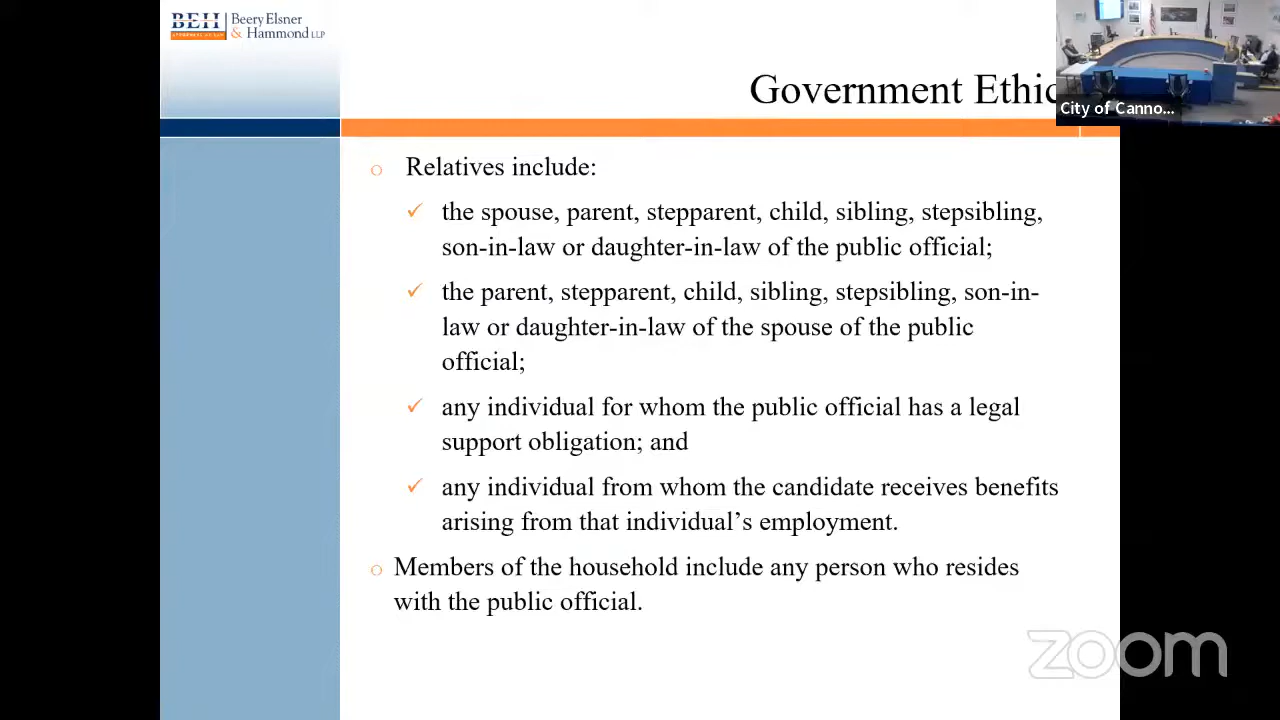 BEH
Beery Elsner
& Hammond LLP
Government Ethic
City of Canno...
Relatives include:
the spouse, parent, stepparent, child, sibling, stepsibling,
son-in-law or daughter-in-law of the public official;
the parent, stepparent, child, sibling, stepsibling, son-in-
law or daughter-in-law of the spouse of the public
official;
any individual for whom the public official has a legal
support obligation; and
any individual from whom the candidate receives benefits
arising from that individual’s employment.
Members of the household include any person who resides
with the public official.
zoom